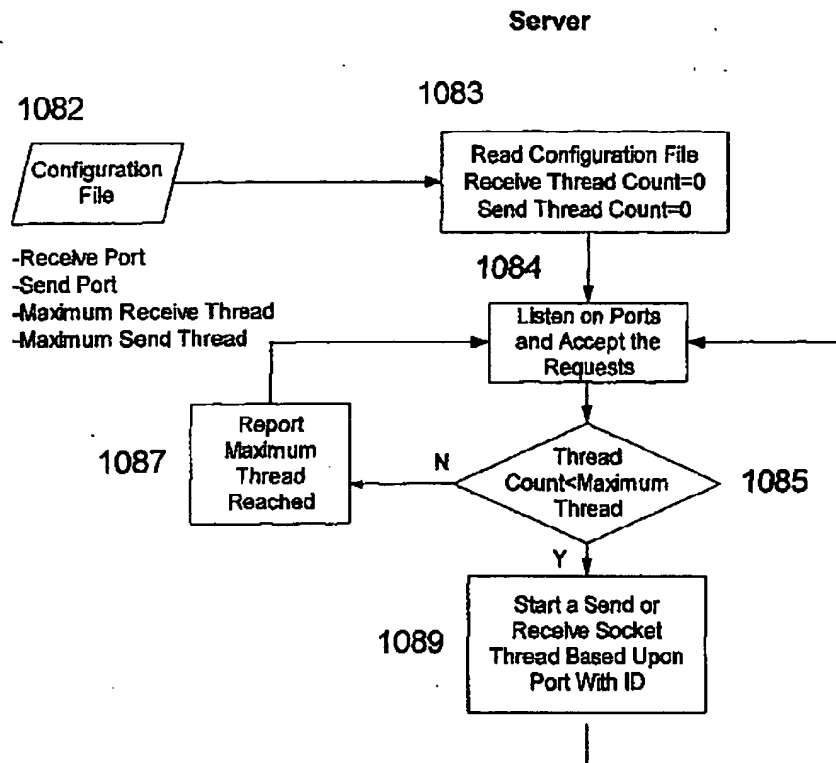 Server
1082
1083
Configuration
File
Read Configuration File
Receive Thread Count=0
Send Thread Count=0
-Receive Port
-Send Port
-Maximum Receive Thread
-Maximum Send Thread
1084
Listen on Ports
and Accept the
Requests
1087
Report
Maximum
Thread
Reached
N
Thread
Count<Maximum
Thread
1085
Y
1089
Start a Send or
Receive Socket
Thread Based Upon
Port With ID